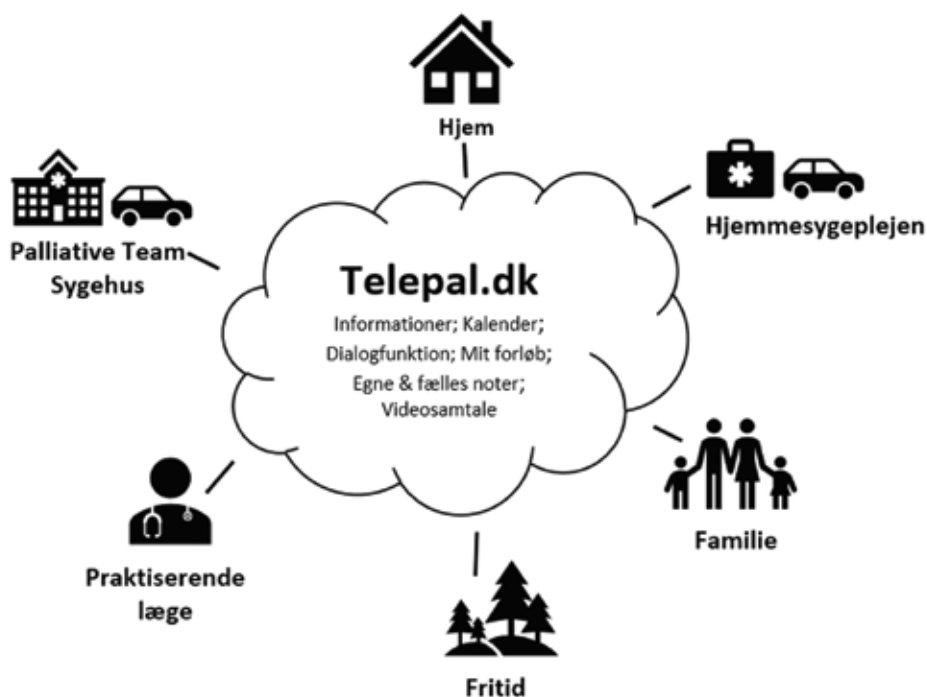 Hjem
Hjemmesygeplejen
Palliative Team
Sygehus
Telepal.dk
Informationer; Kalender;
Dialogfunktion; Mit forløb;
Egne & fælles noter;
Videosamtale
Familie
Praktiserende
læge
Fritid